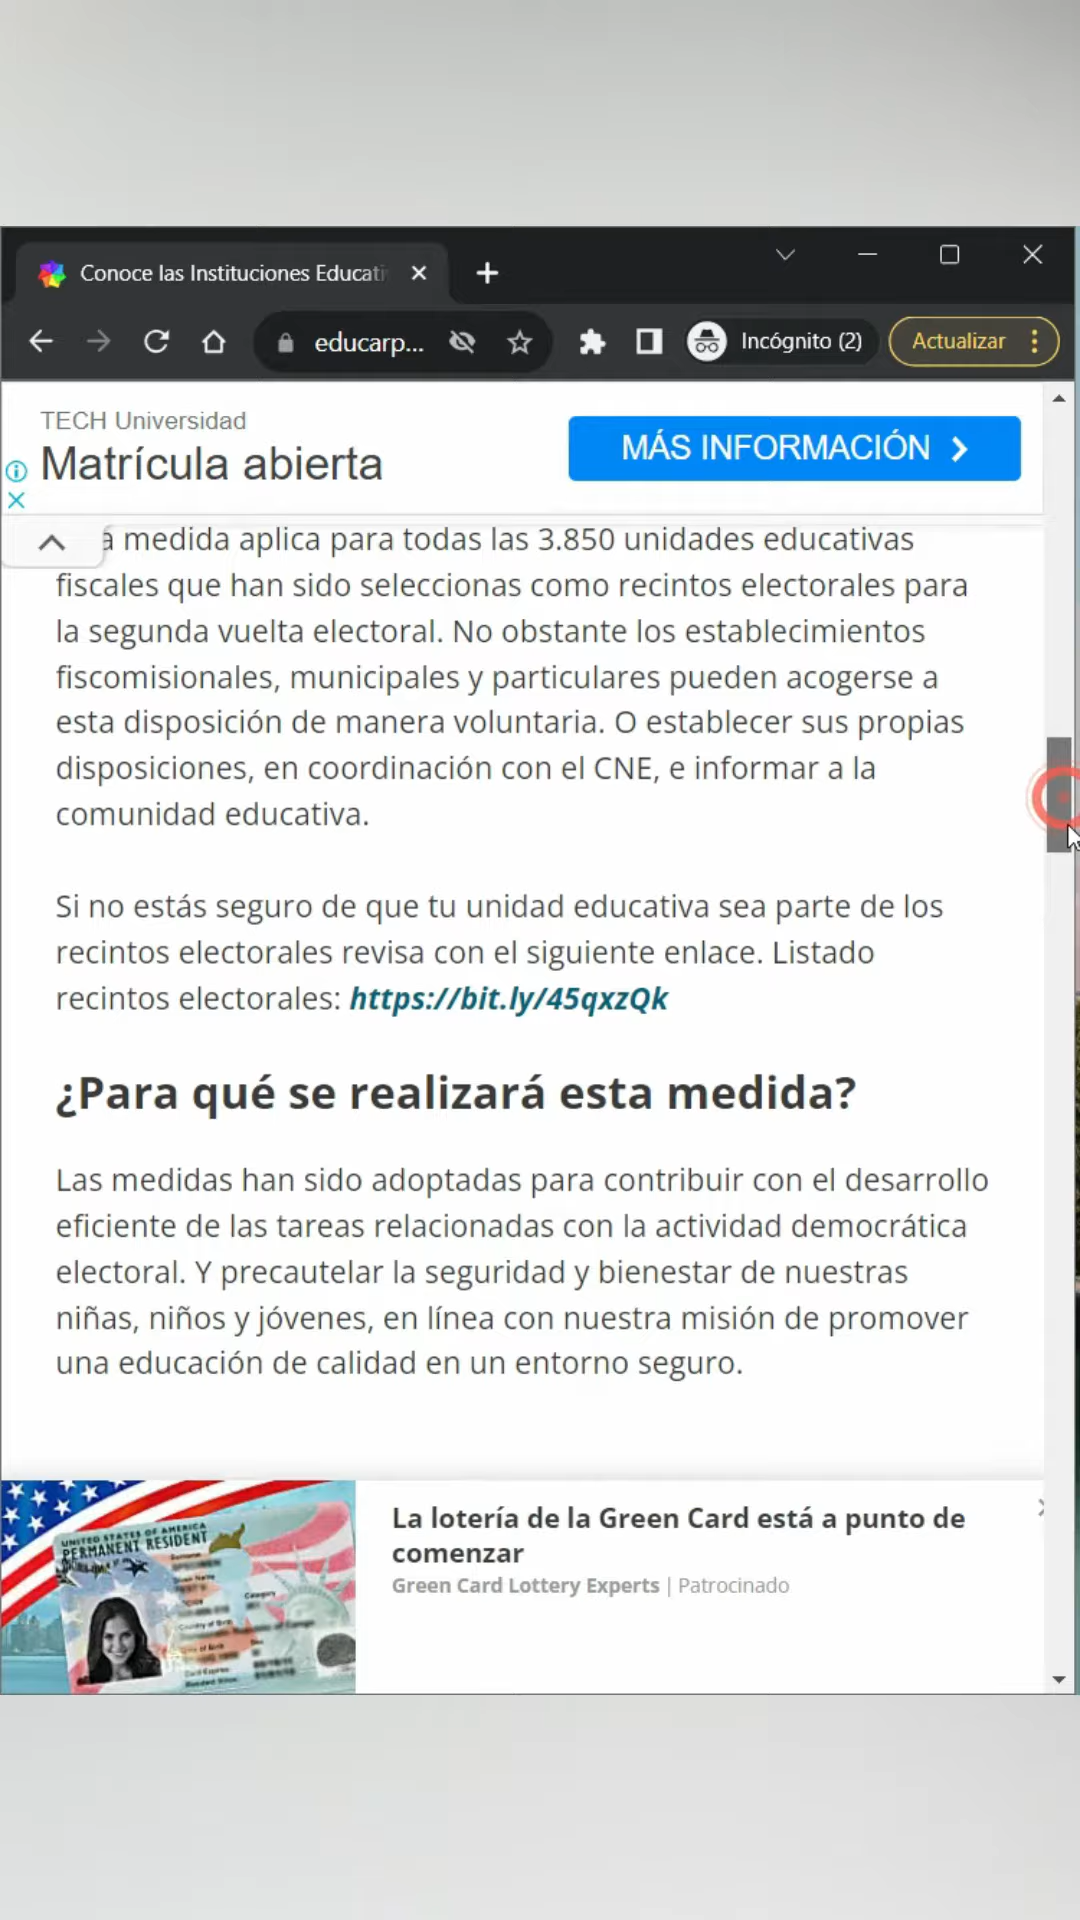 Conoce las Instituciones Educati
educarp...
Incógnito (2)
Actualizar
TECH Universidad
Matrícula abierta
MÁS INFORMACIÓN
a medida aplica para todas las 3.850 unidades educativas
fiscales que han sido seleccionas como recintos electorales para
la segunda vuelta electoral. No obstante los establecimientos
fiscomisionales, municipales y particulares pueden acogerse a
esta disposición de manera voluntaria. O establecer sus propias
disposiciones, en coordinación con el CNE, e informar a la
comunidad educativa.
Si no estás seguro de que tu unidad educativa sea parte de los
recintos electorales revisa con el siguiente enlace. Listado
recintos electorales: https://bit.ly/45qxzQk
¿Para qué se realizará esta medida?
Las medidas han sido adoptadas para contribuir con el desarrollo
eficiente de las tareas relacionadas con la actividad democrática
electoral. Y precautelar la seguridad y bienestar de nuestras
niñas, niños y jóvenes, en línea con nuestra misión de promover
una educación de calidad en un entorno seguro.
UNITED STATES OF AMERICA
PERMANENT RESIDENT
La lotería de la Green Card está a punto de
comenzar
Green Card Lottery Experts | Patrocinado